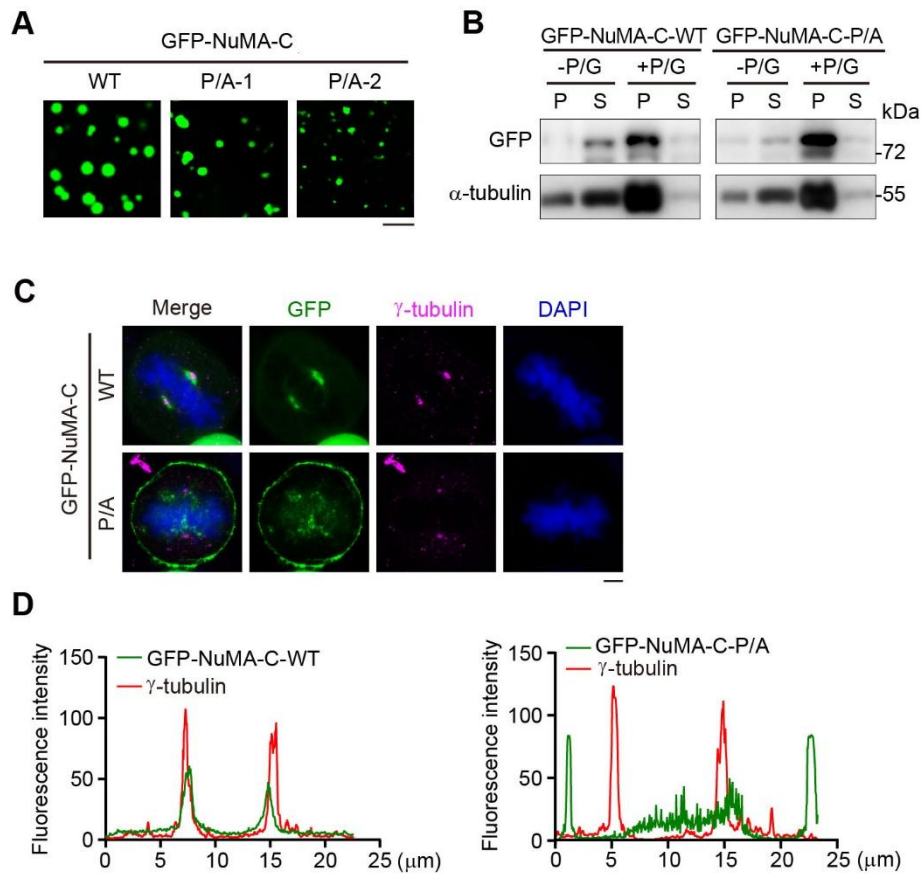 A
GFP-NuMA-C
WT P/A-1 P/A-2
B
GFP-NuMA-C-WT GFP-NuMA-C-P/A
-P/G +P/G -P/G +P/G
P S P S P S P S kDa
GFP
-72
α-tubulin
-55
C
Merge GFP γ-tubulin DAPI
GFP-NuMA-C
WT
P/A
D
Fluorescence intensity
150
100
50
0
GFP-NuMA-C-WT
γ-tubulin
0 5 10 15 20 25 (μm)
Fluorescence intensity
150
100
50
0
GFP-NuMA-C-P/A
γ-tubulin
0 5 10 15 20 25 (μm)